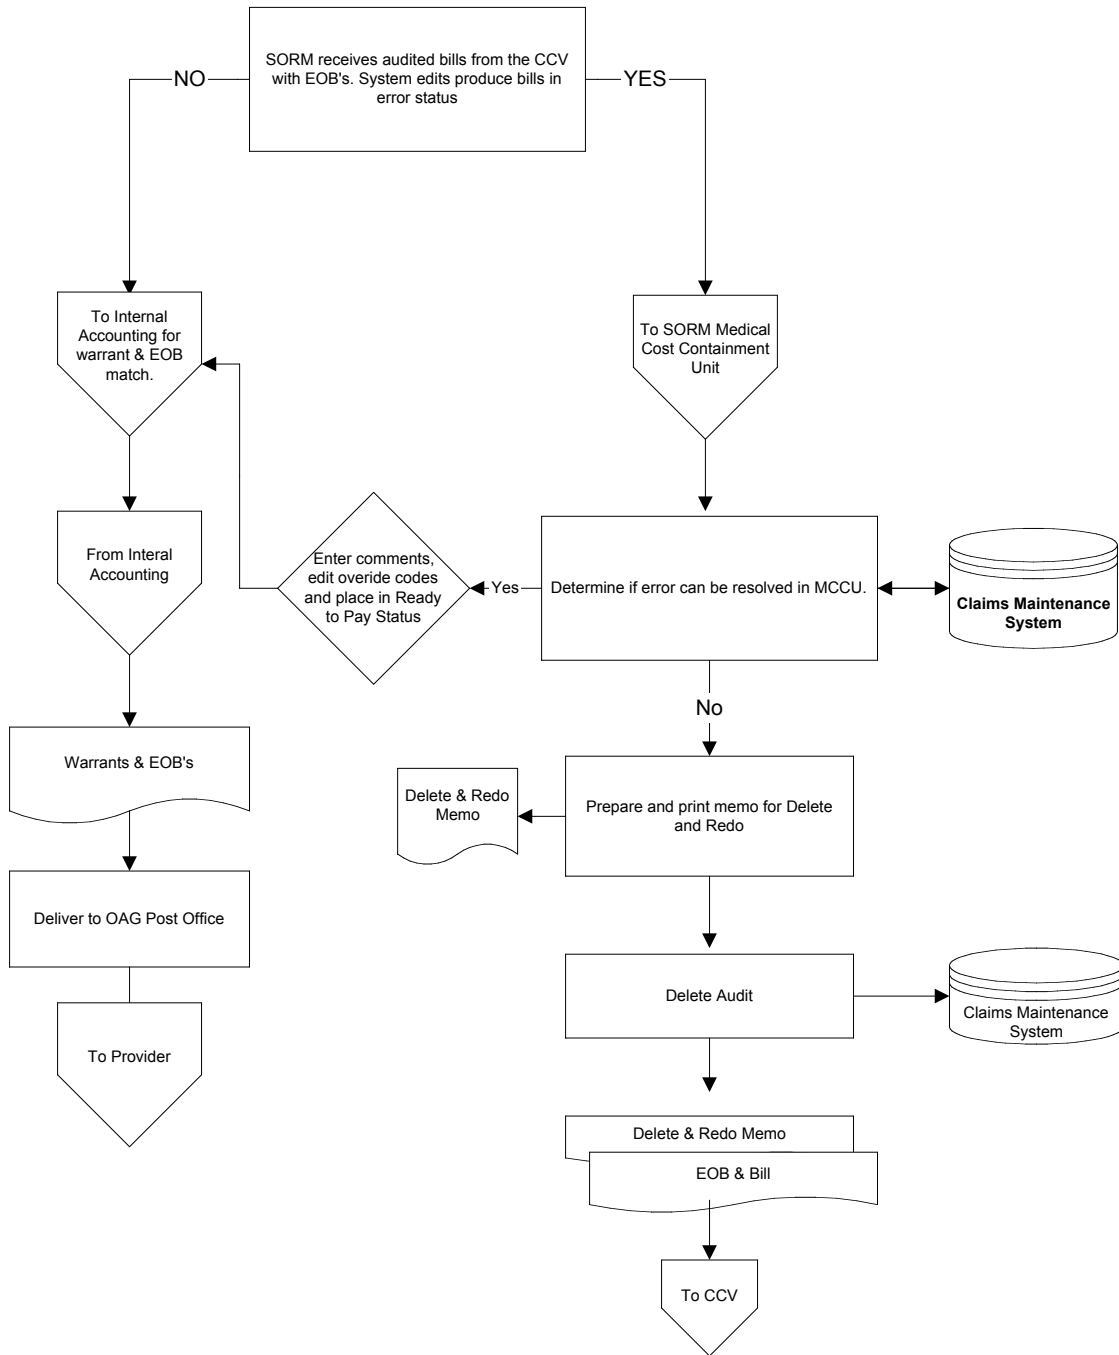 SORM receives audited bills from the CCV
with EOB's. System edits produce bills in
error status
NO
YES
To Internal
Accounting for
warrant & EOB
match.
To SORM Medical
Cost Containment
Unit
From Interal
Accounting
Enter comments,
edit overide codes
and place in Ready
to Pay Status
Yes
Determine if error can be resolved in MCCU.
Claims Maintenance
System
No
Warrants & EOB's
Delete & Redo
Memo
Prepare and print memo for Delete
and Redo
Deliver to OAG Post Office
Delete Audit
Claims Maintenance
System
To Provider
Delete & Redo Memo
EOB & Bill
To CCV